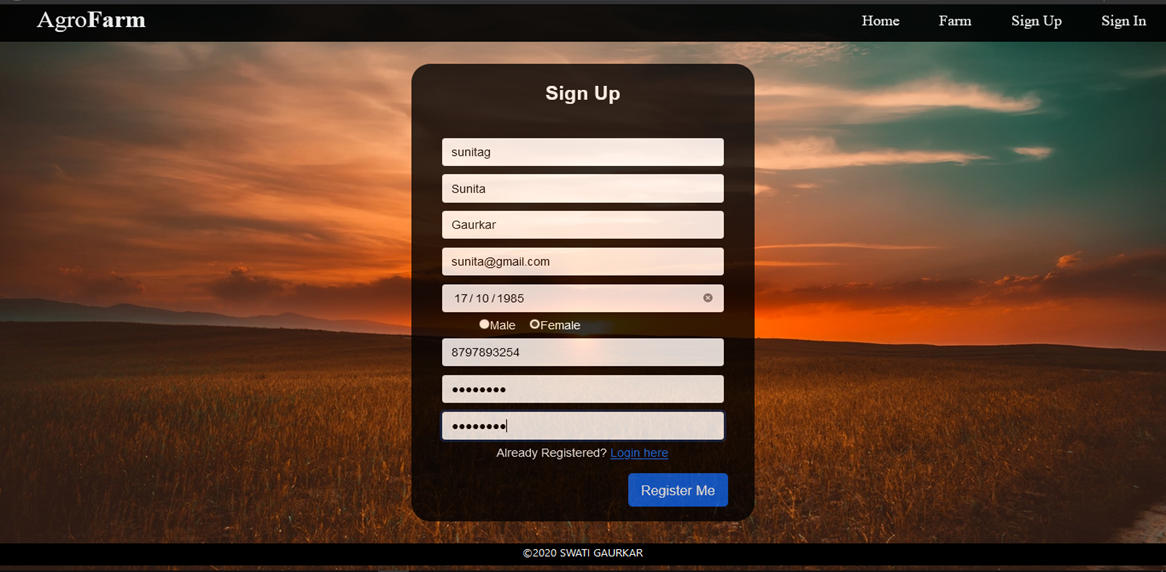 AgroFarm Home Farm Sign Up Sign In
Sign Up
sunitag
Sunita
Gaurkar
sunita@gmail.com
17 / 10 / 1985
Male Female
8797893254
••••••••
••••••••
Already Registered? Login here
Register Me
©2020 SWATI GAURKAR